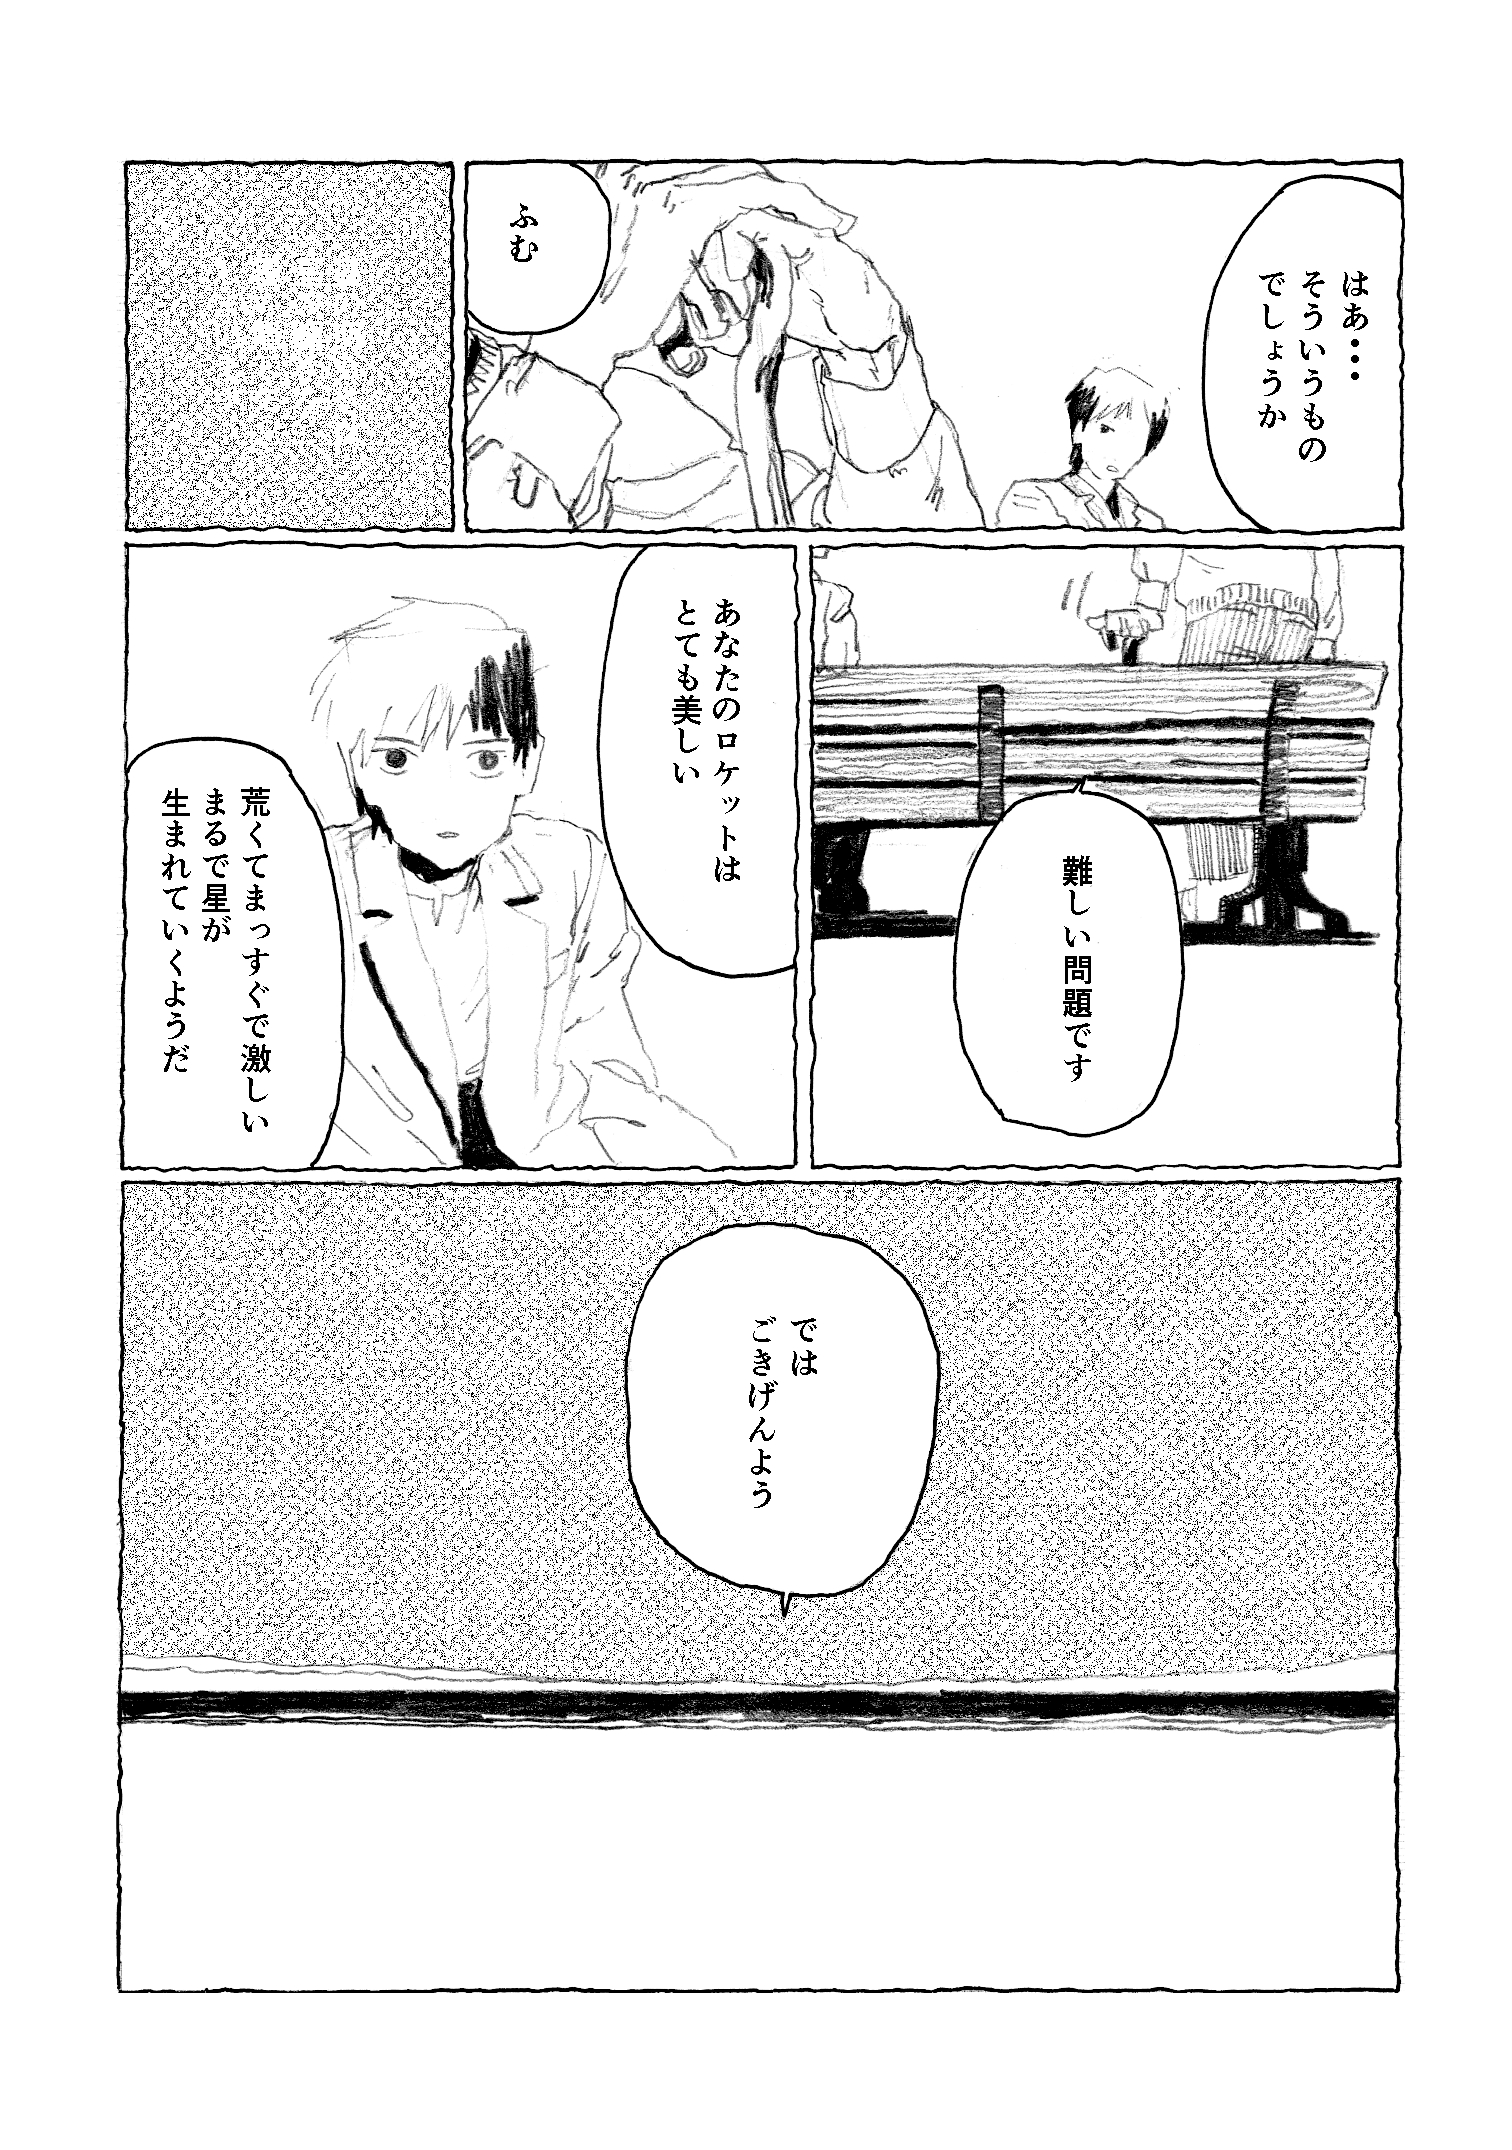 はあ・・・
そういうもの
でしょうか
ふむ
難しい問題です
あなたのロケットは
とても美しい
荒くてまっすぐで激しい
まるで星が
生まれていくようだ
では
ごきげんよう